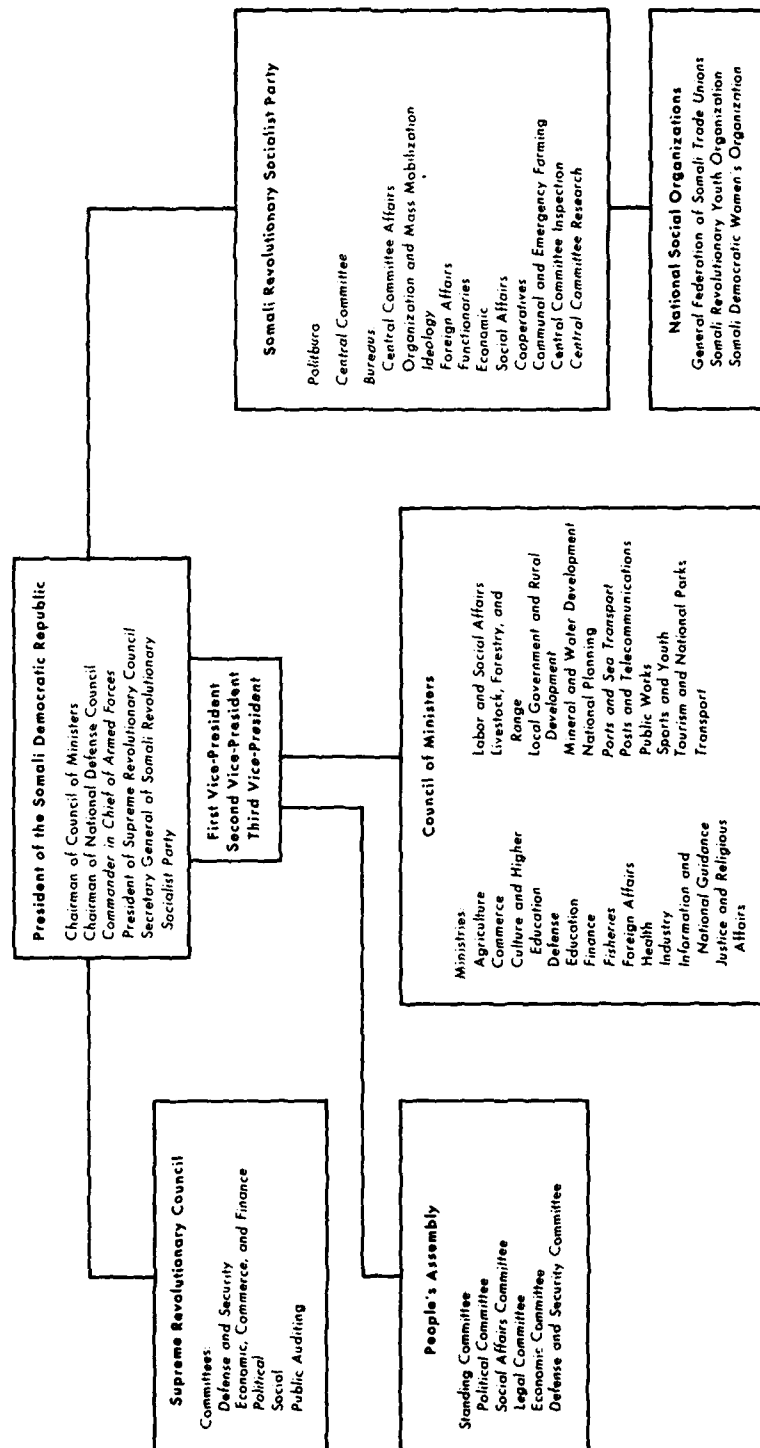 President of the Somali Democratic Republic
Chairman of Council of Ministers
Chairman of National Defense Council
Commander in Chief of Armed Forces
President of Supreme Revolutionary Council
Secretary General of Somali Revolutionary
Socialist Party
First Vice-President
Second Vice-President
Third Vice-President
Supreme Revolutionary Council
Committees:
Defense and Security
Economic, Commerce, and Finance
Political
Social
Public Auditing
Somali Revolutionary Socialist Party
Politburo
Central Committee
Bureaus
Central Committee Affairs
Organization and Mass Mobilization
Ideology
Foreign Affairs
Functionaries
Economic
Social Affairs
Cooperatives
Communal and Emergency Farming
Central Committee Inspection
Central Committee Research
People's Assembly
Standing Committee
Political Committee
Social Affairs Committee
Legal Committee
Economic Committee
Defense and Security Committee
Council of Ministers
Ministries:
Agriculture
Commerce
Culture and Higher
Education
Defense
Education
Finance
Fisheries
Foreign Affairs
Health
Industry
Information and
National Guidance
Justice and Religious
Affairs
Labor and Social Affairs
Livestock, Forestry, and
Range
Local Government and Rural
Development
Mineral and Water Development
National Planning
Ports and Sea Transport
Posts and Telecommunications
Public Works
Sports and Youth
Tourism and National Parks
Transport
National Social Organizations
General Federation of Somali Trade Unions
Somali Revolutionary Youth Organization
Somali Democratic Women's Organization